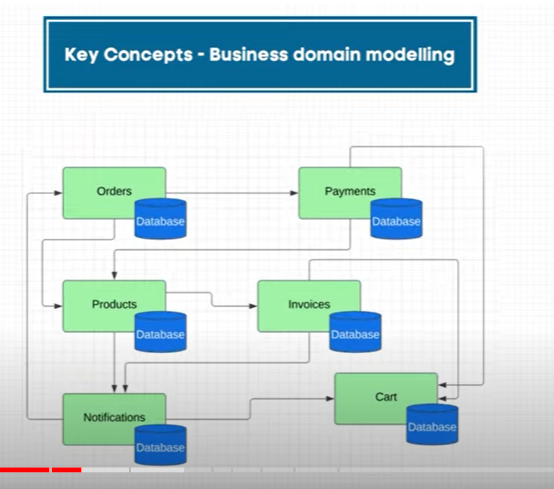 Key Concepts - Business domain modelling
Orders
Database
Payments
Database
Products
Database
Invoices
Database
Notifications
Database
Cart
Database